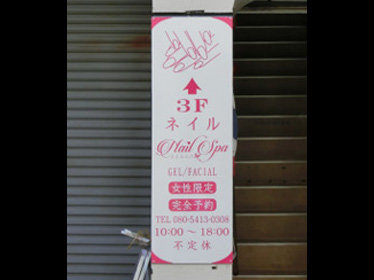 3F
ネイル
Nail Spa
GEL/FACIAL
女性限定
完全予約
TEL 080-5413-0308
10:00～18:00
不定休